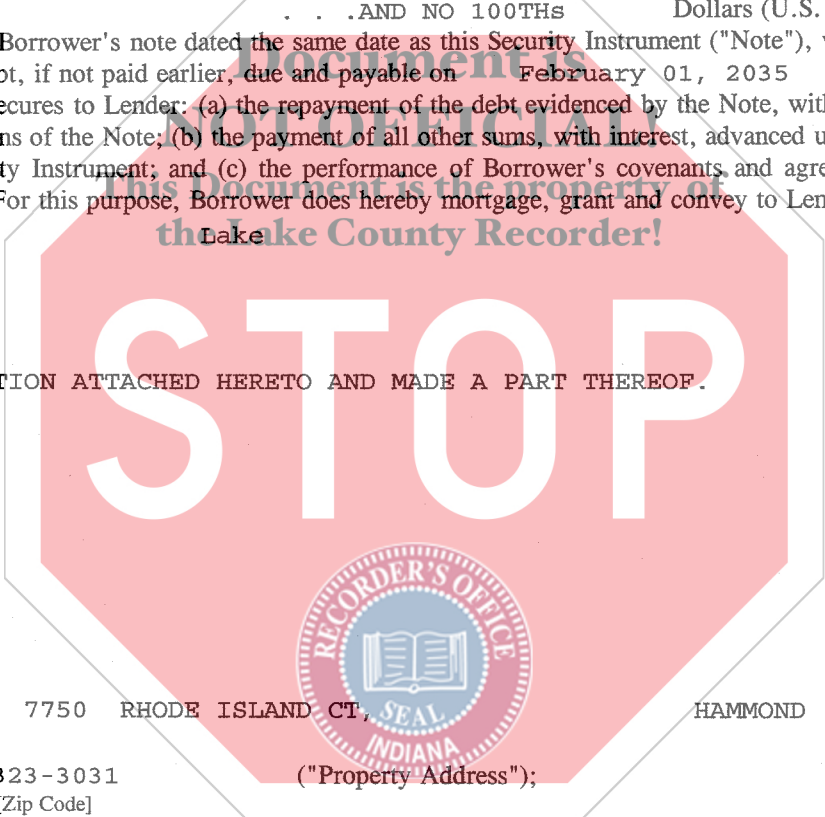 . . .AND NO 100THs Dollars (U.S.
Borrower's note dated the same date as this Security Instrument ("Note"),
Document is
if not paid earlier, due and payable on February 01, 2035
ecures to Lender: (a) the repayment of the debt evidenced by the Note, wit
NOT OFFICIAL!
ns of the Note; (b) the payment of all other sums, with interest, advanced u
ty Instrument; and (c) the performance of Borrower's covenants and agre
This Document is the property of
For this purpose, Borrower does hereby mortgage, grant and convey to Len
the Lake County Recorder!
Lake
STOP
TION ATTACHED HERETO AND MADE A PART THEREOF.
RECORDER'S OFFICE
SEAL
INDIANA
7750 RHODE ISLAND CT, HAMMOND
323-3031 ("Property Address");
[Zip Code]